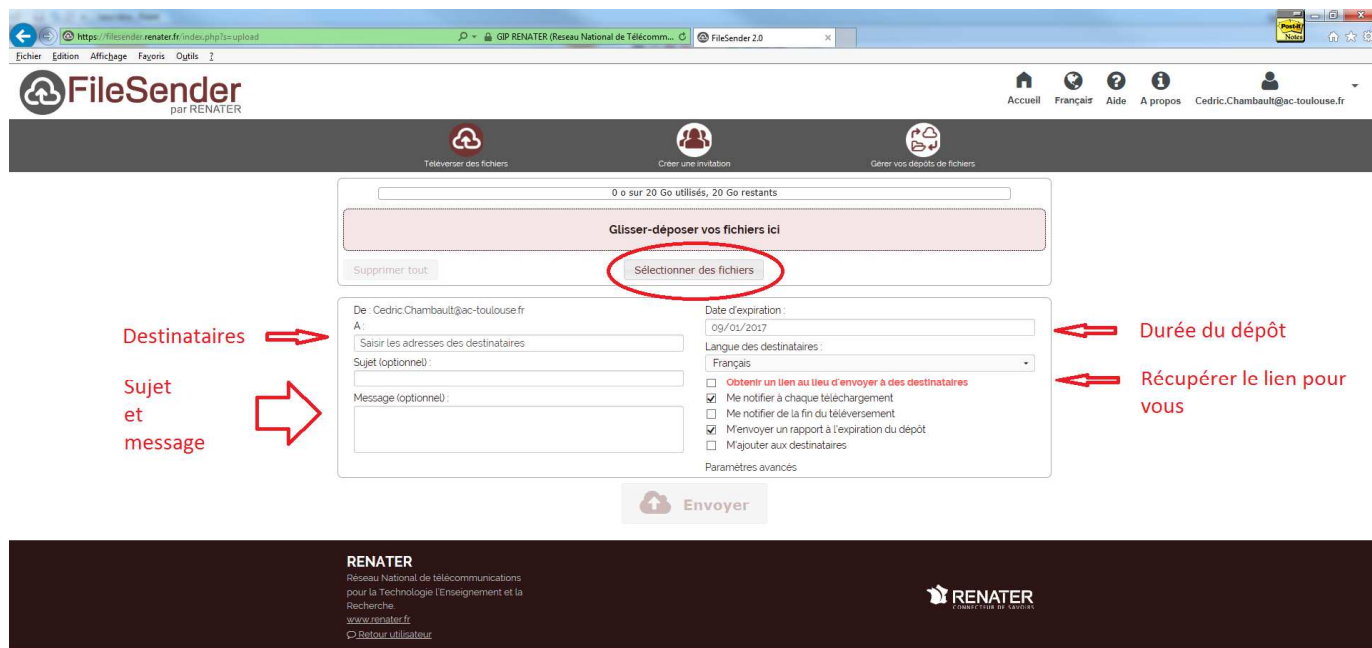 https://filesender.renater.fr/index.php?s=upload
GIP RENATER (Reseau National de Télécomm...
FileSender 2.0
Post-it
Notes
Fichier Edition Affichage Favoris Outils ?
FileSender
par RENATER
Accueil Français Aide A propos Cedric.Chambault@ac-toulouse.fr
Téléverser des fichiers
Créer une invitation
Gérer vos dépôts de fichiers
0 o sur 20 Go utilisés, 20 Go restants
Glisser-déposer vos fichiers ici
Supprimer tout
Sélectionner des fichiers
De : Cedric.Chambault@ac-toulouse.fr
A :
Saisir les adresses des destinataires
Sujet (optionnel) :
Message (optionnel) :
Date d'expiration :
09/01/2017
Langue des destinataires :
Français
Obtenir un lien au lieu d'envoyer à des destinataires
Me notifier à chaque téléchargement
Me notifier de la fin du téléversement
M'envoyer un rapport à l'expiration du dépôt
M'ajouter aux destinataires
Paramètres avancés
Destinataires
Sujet
et
message
Durée du dépôt
Récupérer le lien pour
vous
Envoyer
RENATER
Réseau National de télécommunications
pour la Technologie l'Enseignement et la
Recherche.
www.renater.fr
Retour utilisateur
RENATER
CONNECTEUR DE SAVOIRS